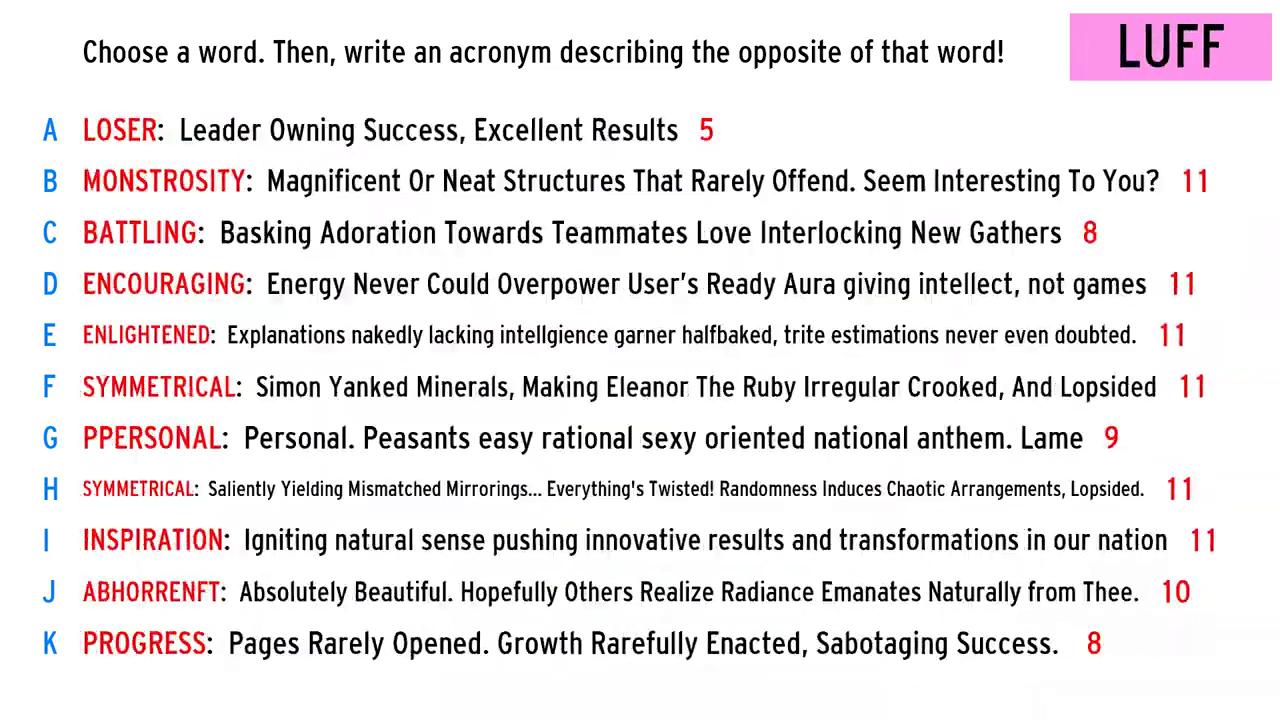 Choose a word. Then, write an acronym describing the opposite of that word!
LUFF
A LOSER: Leader Owning Success, Excellent Results 5
B MONSTROSITY: Magnificent Or Neat Structures That Rarely Offend. Seem Interesting To You? 11
C BATTLING: Basking Adoration Towards Teammates Love Interlocking New Gathers 8
D ENCOURAGING: Energy Never Could Overpower User's Ready Aura giving intellect, not games 11
E ENLIGHTENED: Explanations nakedly lacking intellgience garner halfbaked, trite estimations never even doubted. 11
F SYMMETRICAL: Simon Yanked Minerals, Making Eleanor The Ruby Irregular Crooked, And Lopsided 11
G PPERSONAL: Personal. Peasants easy rational sexy oriented national anthem. Lame 9
H SYMMETRICAL: Saliently Yielding Mismatched Mirrorings... Everything's Twisted! Randomness Induces Chaotic Arrangements, Lopsided. 11
I INSPIRATION: Igniting natural sense pushing innovative results and transformations in our nation 11
J ABHORRENFT: Absolutely Beautiful. Hopefully Others Realize Radiance Emanates Naturally from Thee. 10
K PROGRESS: Pages Rarely Opened. Growth Rarefully Enacted, Sabotaging Success. 8